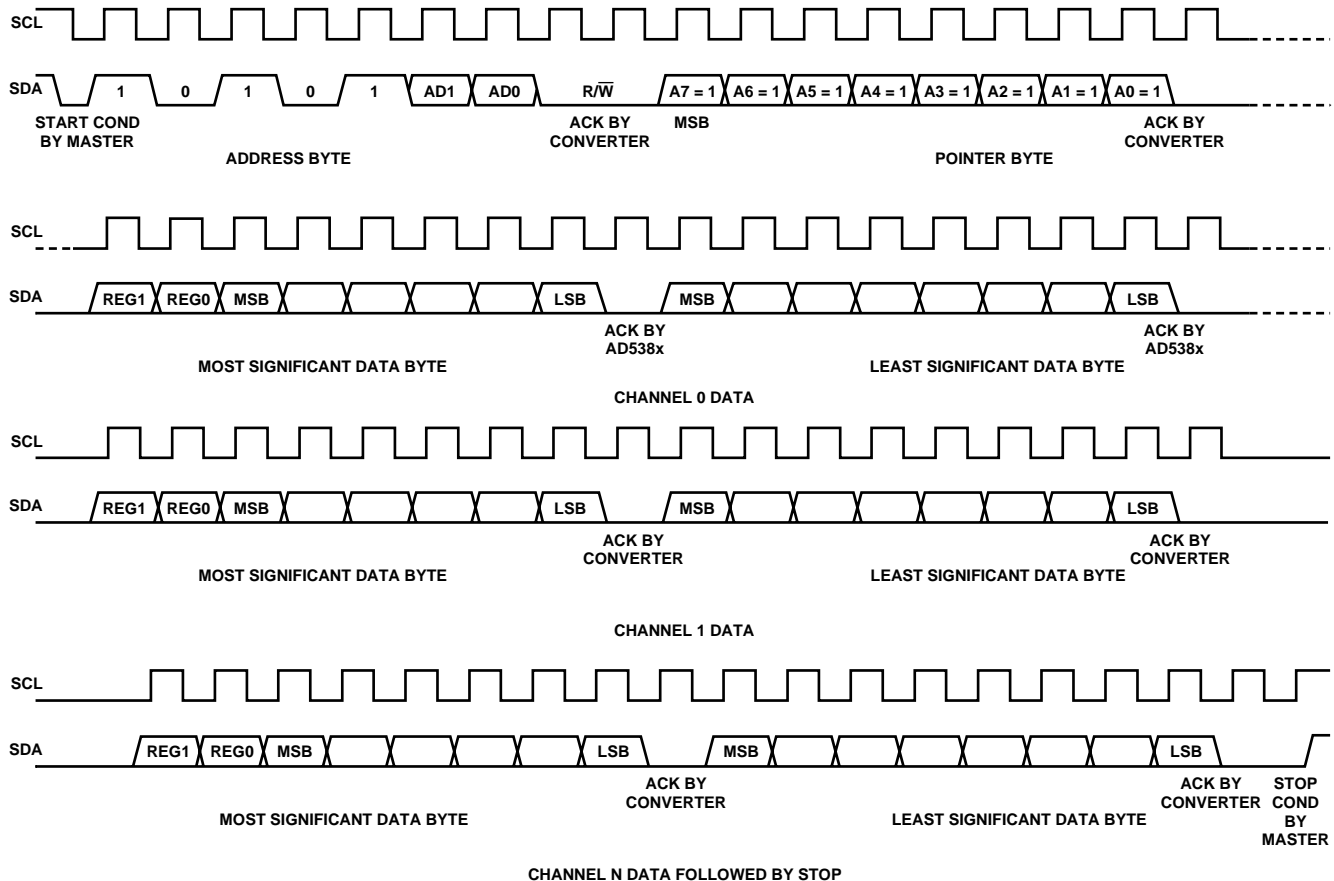 SCL
SDA 1 0 1 0 1 AD1 AD0 R/W̅ A7 = 1 A6 = 1 A5 = 1 A4 = 1 A3 = 1 A2 = 1 A1 = 1 A0 = 1
START COND BY MASTER
ACK BY CONVERTER
MSB
ACK BY CONVERTER
ADDRESS BYTE
POINTER BYTE
SCL
SDA REG1 REG0 MSB LSB MSB LSB
ACK BY AD538x
ACK BY AD538x
MOST SIGNIFICANT DATA BYTE
LEAST SIGNIFICANT DATA BYTE
CHANNEL 0 DATA
SCL
SDA REG1 REG0 MSB LSB MSB LSB
ACK BY CONVERTER
ACK BY CONVERTER
MOST SIGNIFICANT DATA BYTE
LEAST SIGNIFICANT DATA BYTE
CHANNEL 1 DATA
SCL
SDA REG1 REG0 MSB LSB MSB LSB
ACK BY CONVERTER
ACK BY CONVERTER
STOP COND BY MASTER
MOST SIGNIFICANT DATA BYTE
LEAST SIGNIFICANT DATA BYTE
CHANNEL N DATA FOLLOWED BY STOP